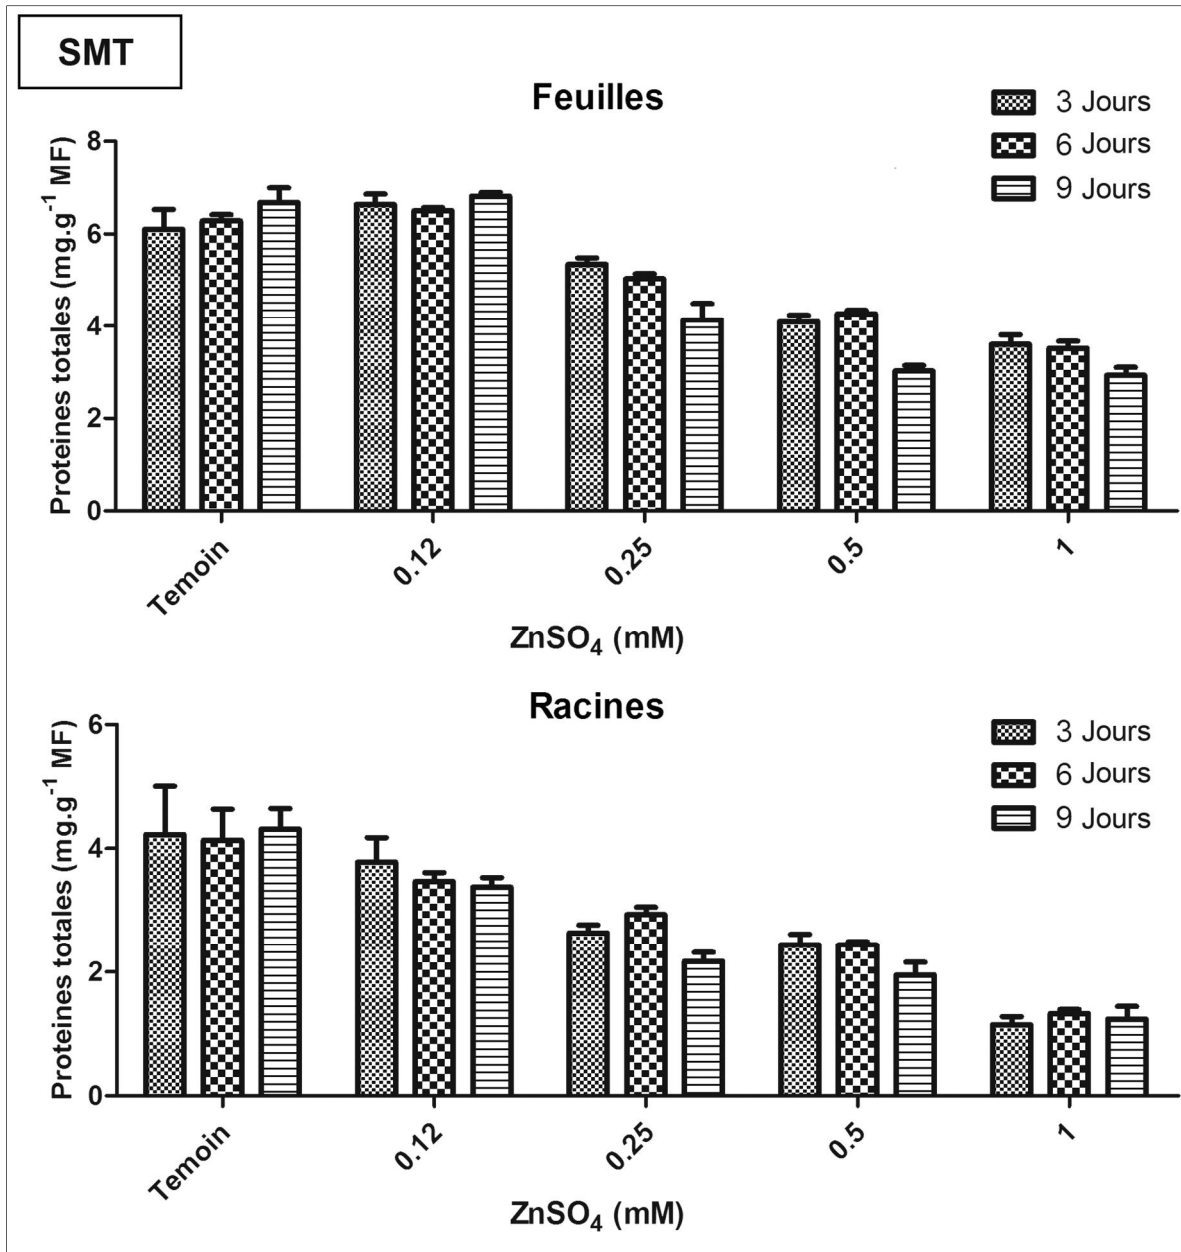 SMT
Feuilles
3 Jours
6 Jours
9 Jours
Proteines totales (mg.g⁻¹ MF)
8
6
4
2
0
Temoin 0.12 0.25 0.5 1
ZnSO₄ (mM)
Racines
3 Jours
6 Jours
9 Jours
Proteines totales (mg.g⁻¹ MF)
6
4
2
0
Temoin 0.12 0.25 0.5 1
ZnSO₄ (mM)